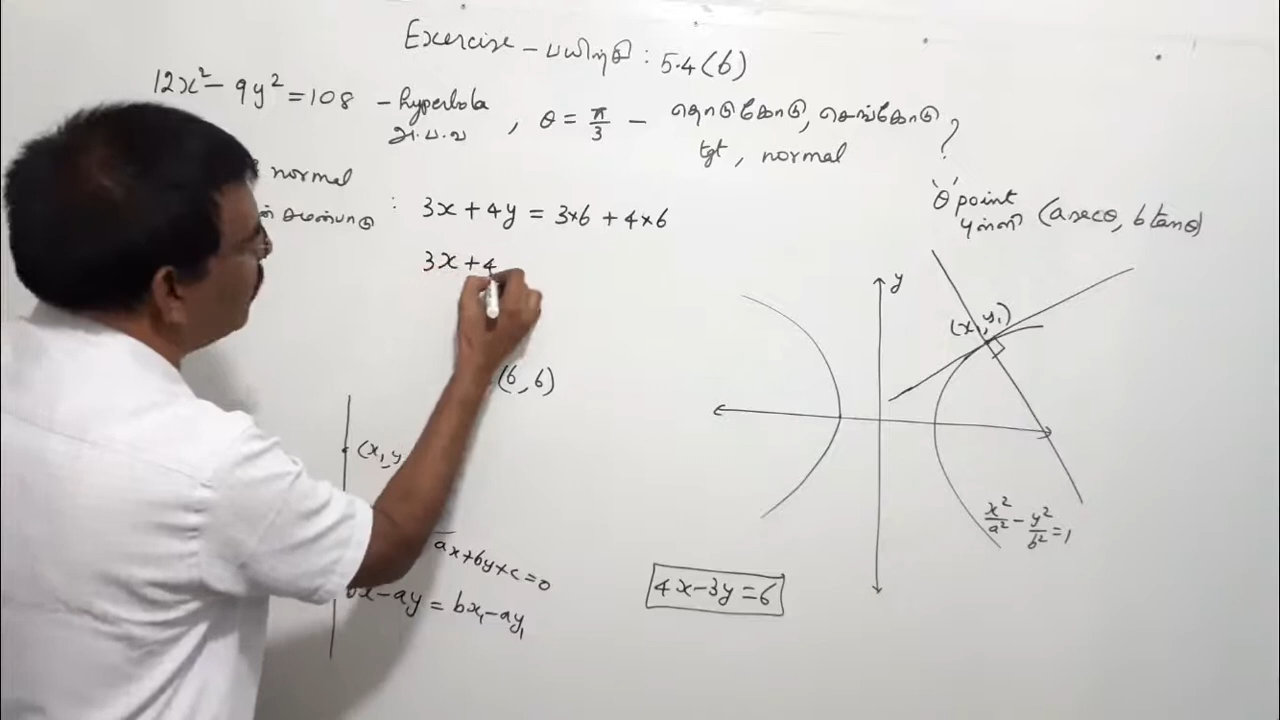 Exercise - பயிற்சி : 5.4 (6)
12x² - 9y² = 108 - hyperbola , θ = π/3 - தொடுகோடு, செங்கோடு ?
அ.ப.வ
tgt , normal
normal : 3x + 4y = 3×6 + 4×6
ன் சமன்பாடு
3x + 4
'θ' point
புள்ளி (a secθ, b tanθ)
y
(x₁, y₁)
(6, 6)
(x₁, y
ax + by + c = 0
bx - ay = bx₁ - ay₁
4x - 3y = 6
x²/a² - y²/b² = 1